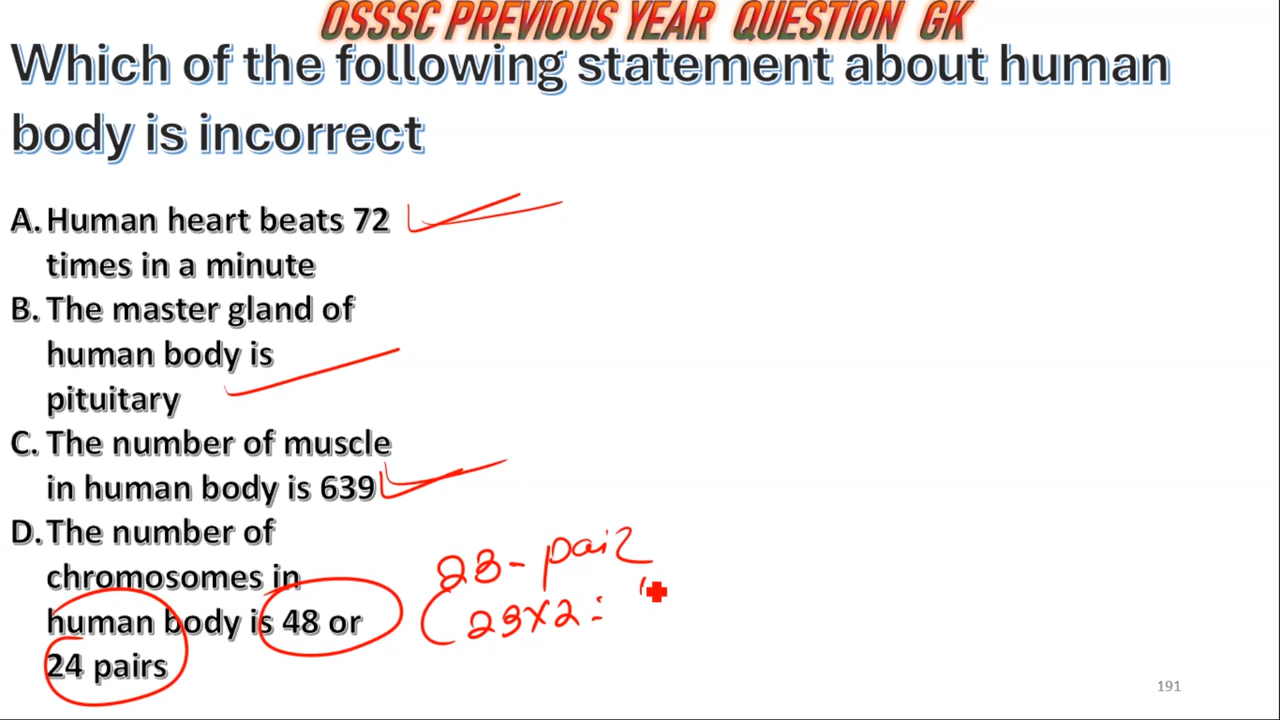 OSSSC PREVIOUS YEAR QUESTION GK
Which of the following statement about human
body is incorrect
A. Human heart beats 72
times in a minute
B. The master gland of
human body is
pituitary
C. The number of muscle
in human body is 639
D. The number of
chromosomes in
human body is 48 or
24 pairs
23 - pair
(23x2 =
191